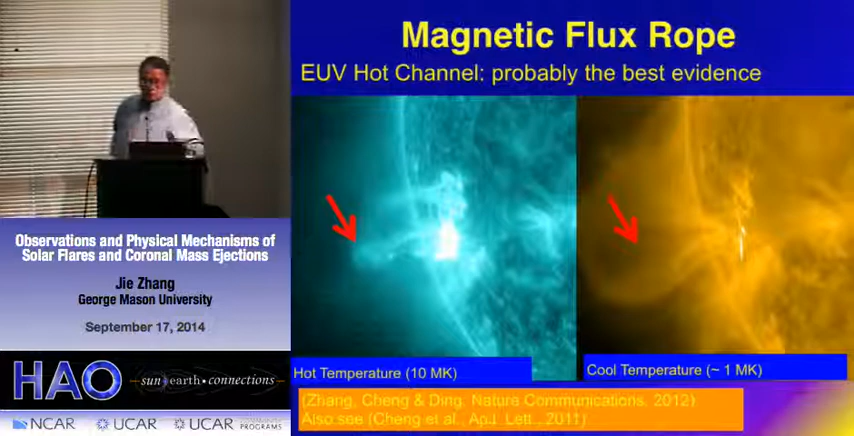 Magnetic Flux Rope
EUV Hot Channel: probably the best evidence
Hot Temperature (10 MK)
Cool Temperature (~ 1 MK)
(Zhang, Cheng & Ding. Nature Communications, 2012)
Also see (Cheng et al., ApJ. Lett., 2011)
Observations and Physical Mechanisms of
Solar Flares and Coronal Mass Ejections
Jie Zhang
George Mason University
September 17, 2014
HAO
sun earth • connections
NCAR
UCAR
UCAR
PROGRAMS